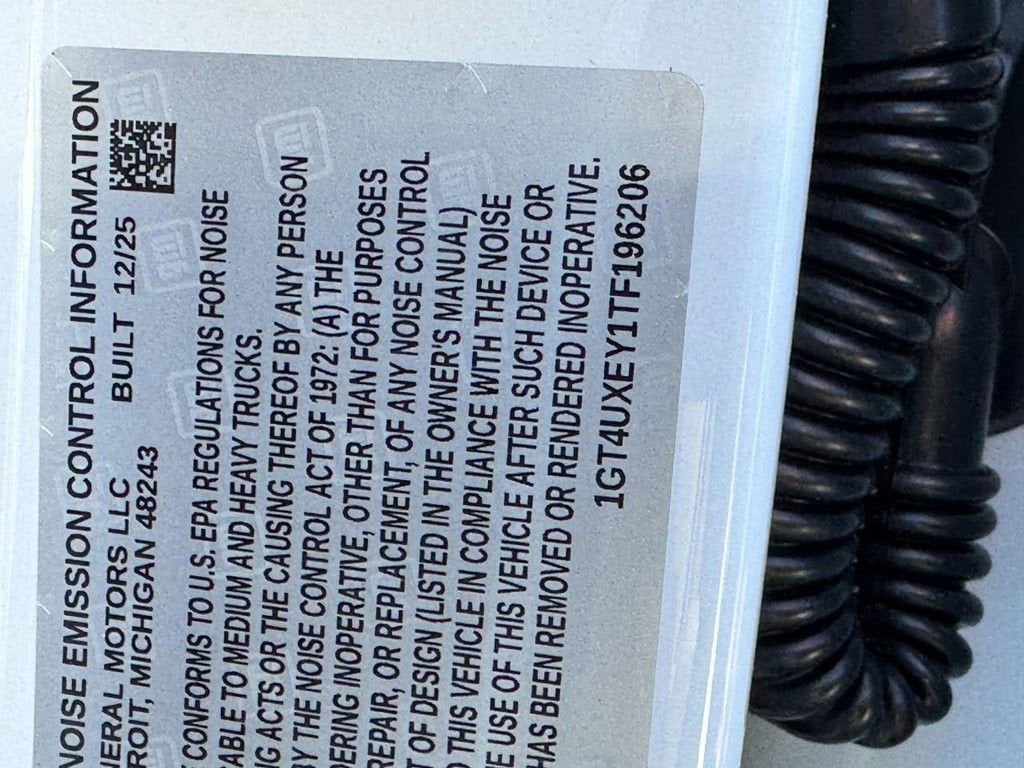 NOISE EMISSION CONTROL INFORMATION
NERAL MOTORS LLC BUILT 12/25
ROIT, MICHIGAN 48243
CONFORMS TO U.S. EPA REGULATIONS FOR NOISE
ABLE TO MEDIUM AND HEAVY TRUCKS.
NG ACTS OR THE CAUSING THEREOF BY ANY PERSON
BY THE NOISE CONTROL ACT OF 1972: (A) THE
DERING INOPERATIVE, OTHER THAN FOR PURPOSES
REPAIR, OR REPLACEMENT, OF ANY NOISE CONTROL
T OF DESIGN (LISTED IN THE OWNER'S MANUAL)
THIS VEHICLE IN COMPLIANCE WITH THE NOISE
E USE OF THIS VEHICLE AFTER SUCH DEVICE OR
HAS BEEN REMOVED OR RENDERED INOPERATIVE.
1GT4UXEY1TF196206